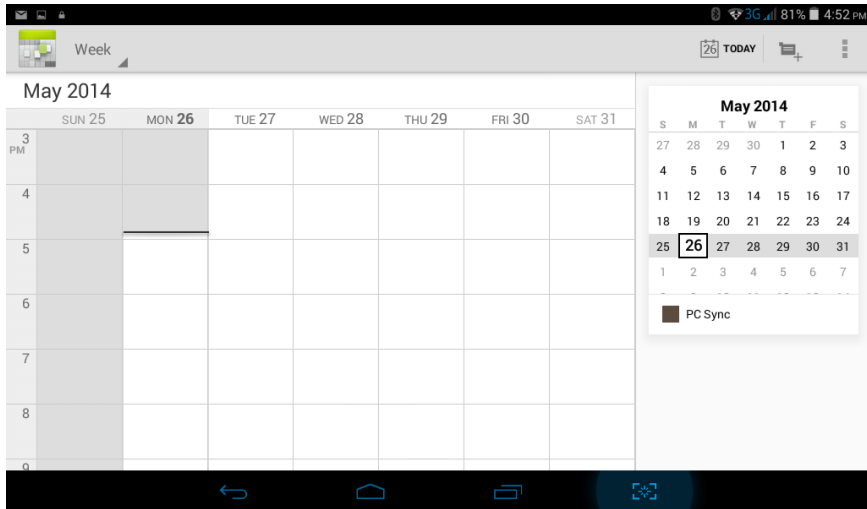 3G 81% 4:52 PM
Week
26 TODAY
May 2014
SUN 25 MON 26 TUE 27 WED 28 THU 29 FRI 30 SAT 31
3 PM
4
5
6
7
8
9
May 2014
S M T W T F S
27 28 29 30 1 2 3
4 5 6 7 8 9 10
11 12 13 14 15 16 17
18 19 20 21 22 23 24
25 26 27 28 29 30 31
1 2 3 4 5 6 7
PC Sync